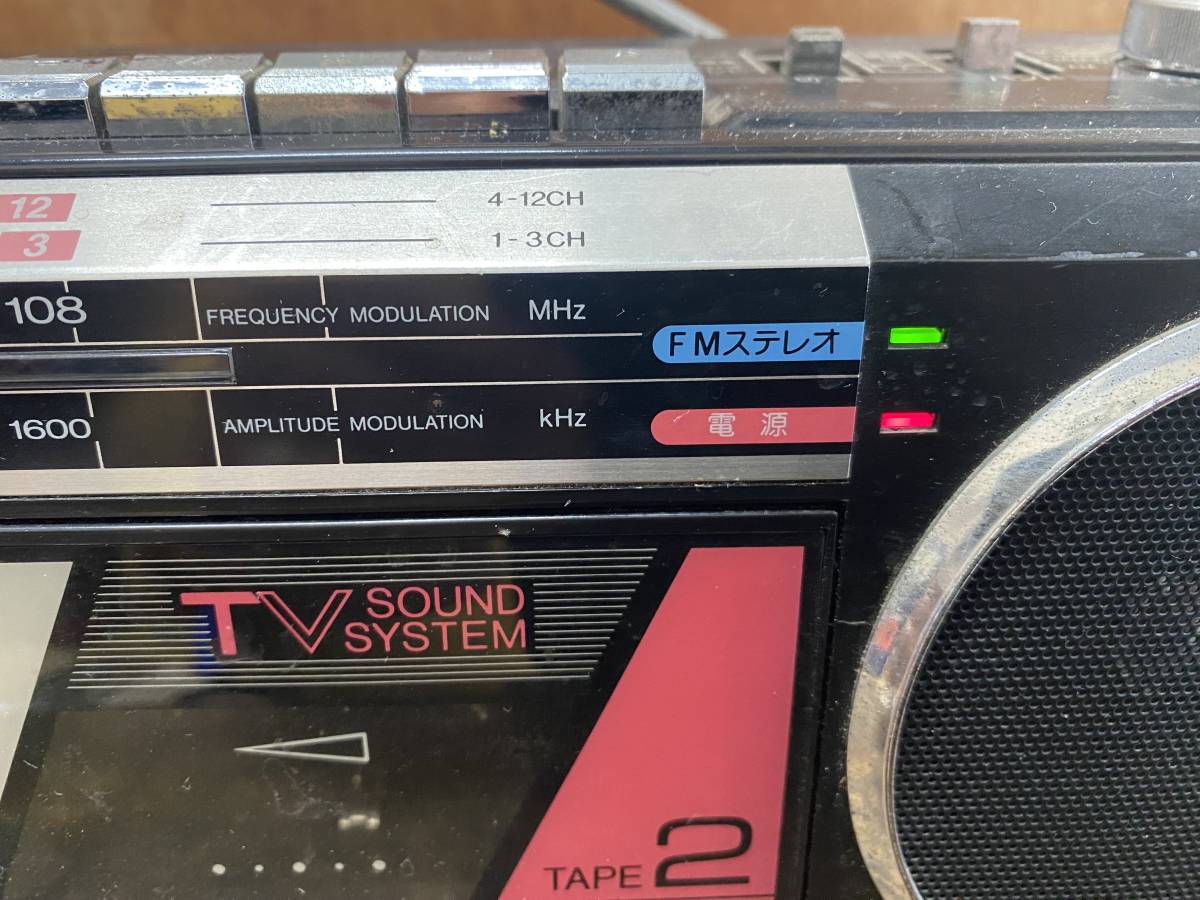 12 4-12CH
3 1-3CH
108 FREQUENCY MODULATION MHz
FMステレオ
1600 AMPLITUDE MODULATION kHz
電源
TV SOUND
SYSTEM
TAPE 2